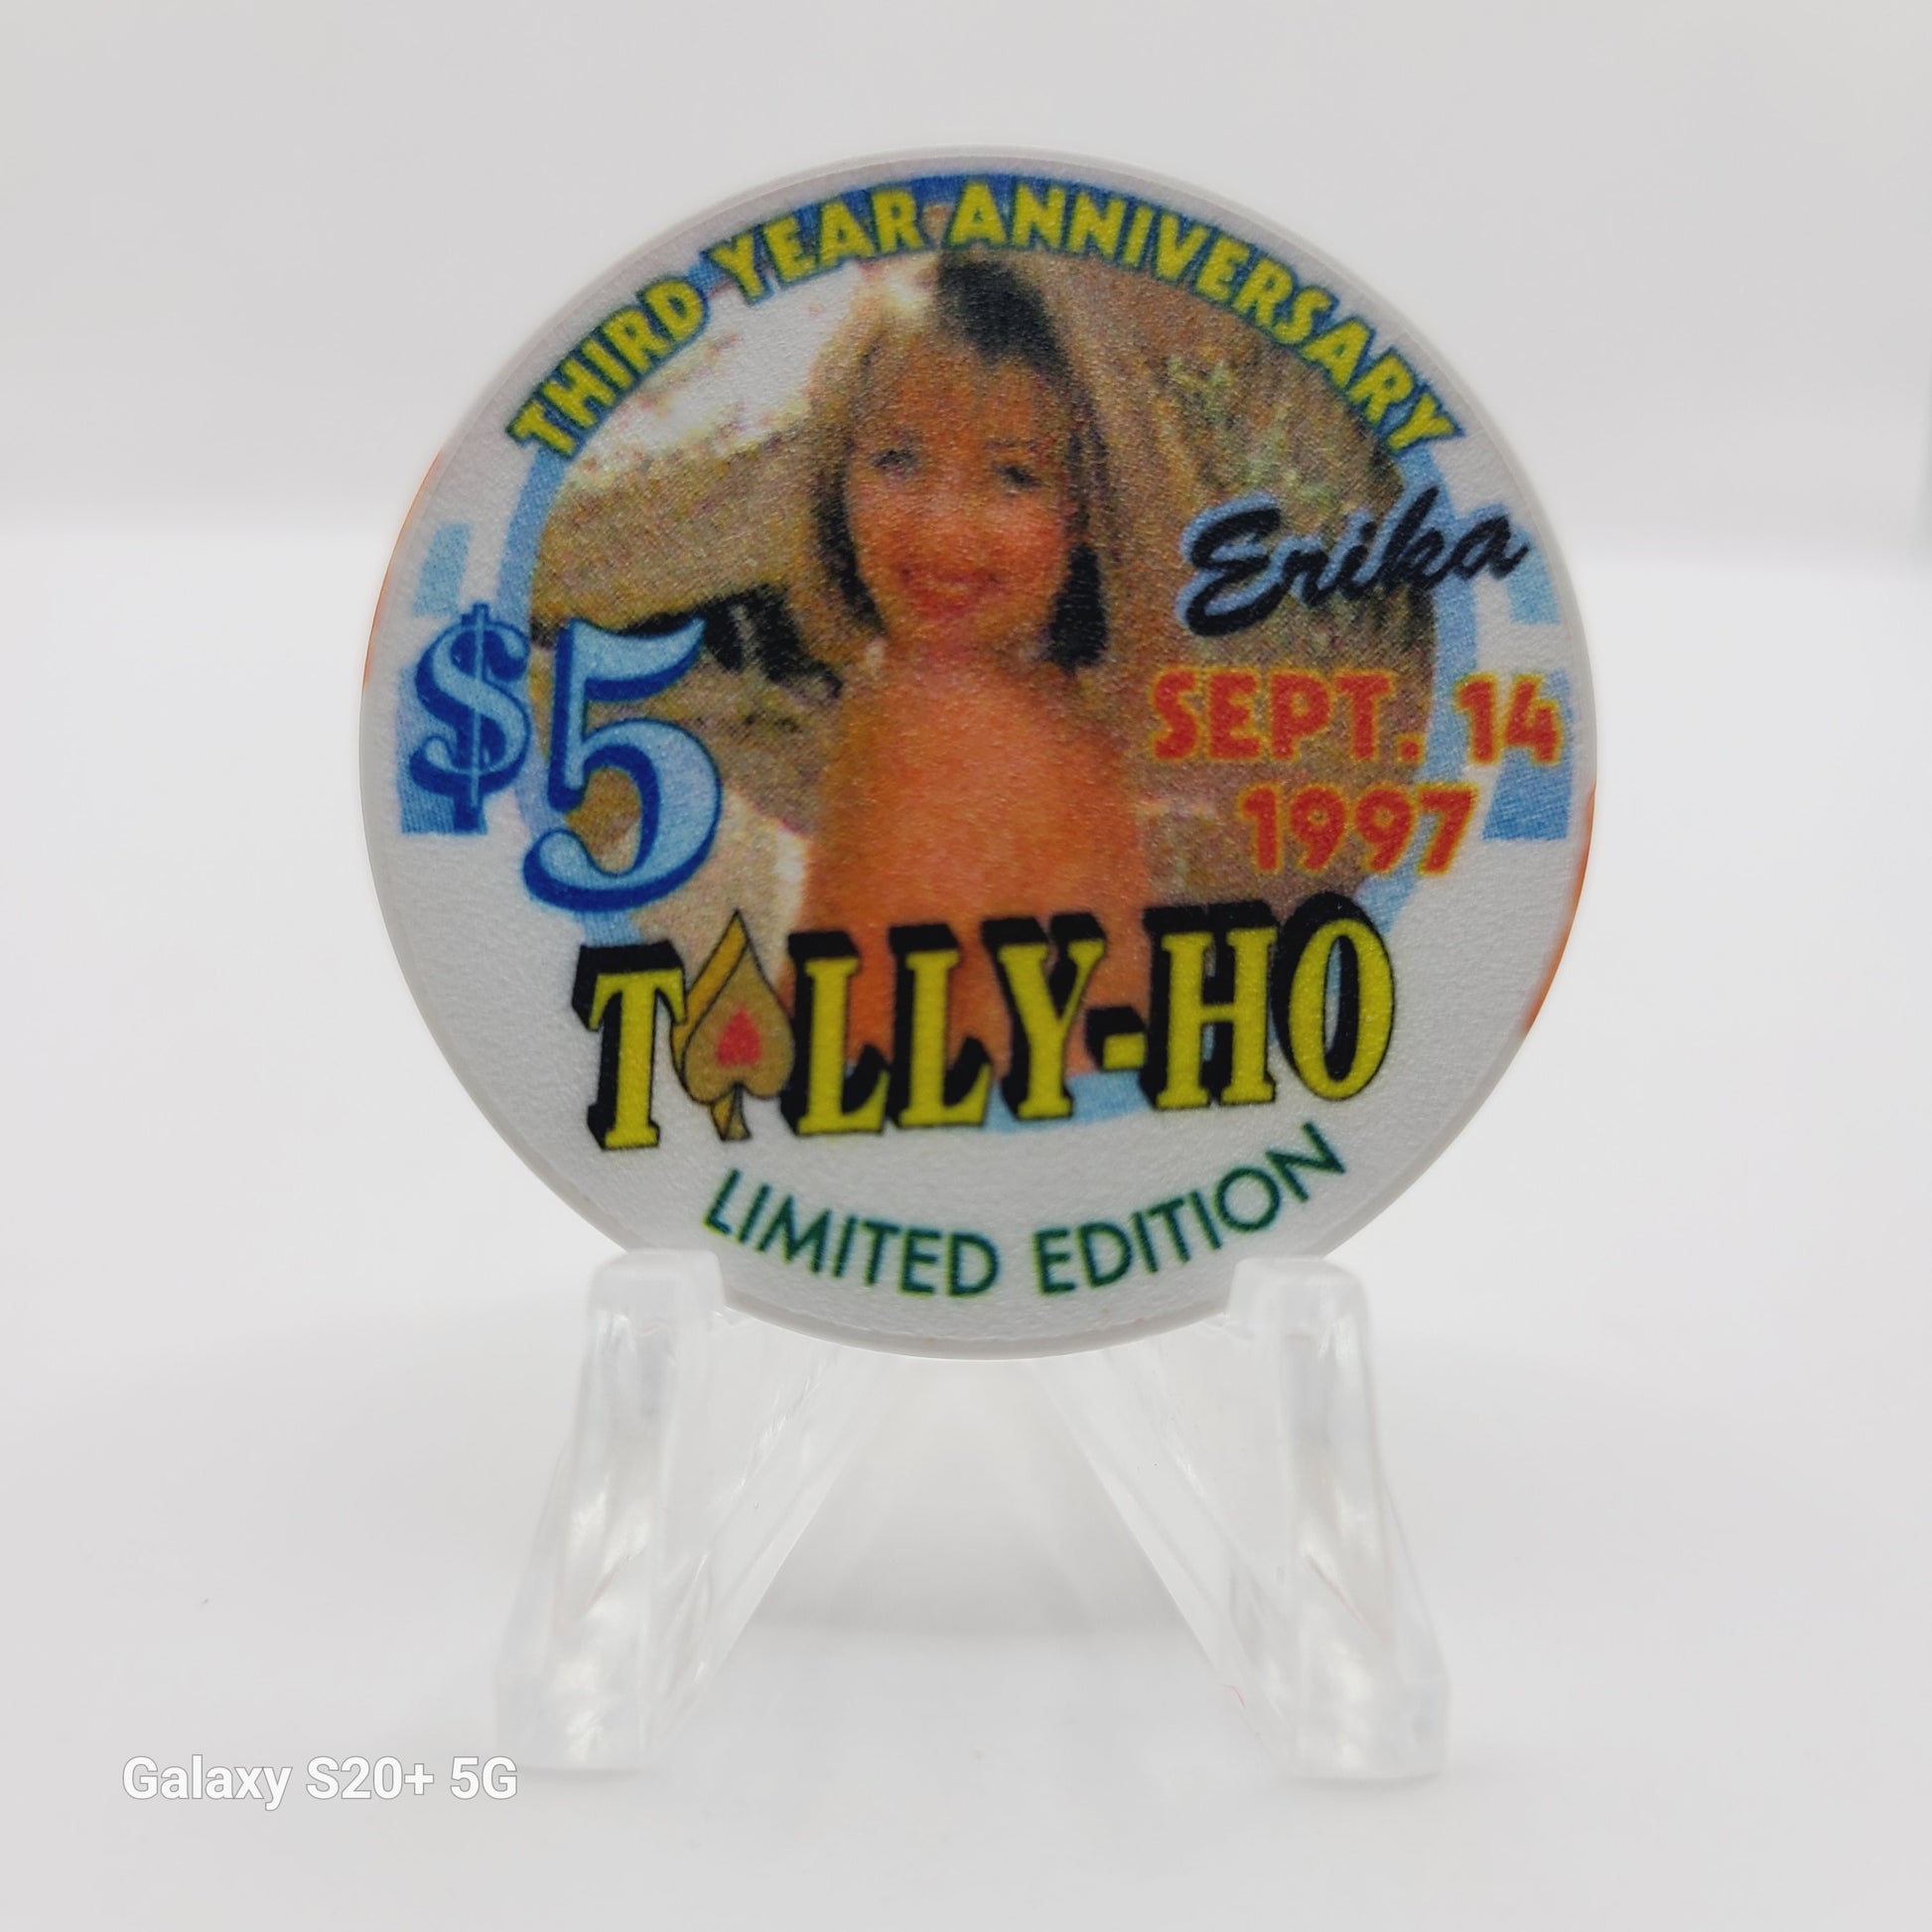 THIRD YEAR ANNIVERSARY
Erika
$5
SEPT. 14
1997
TALLY-HO
LIMITED EDITION
Galaxy S20+ 5G